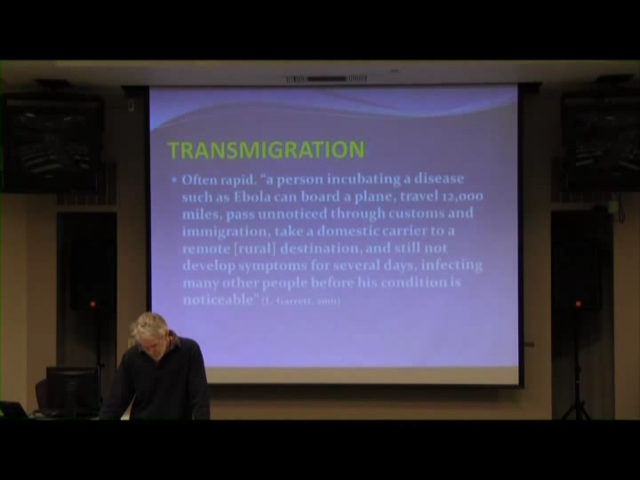 TRANSMIGRATION
• Often rapid, "a person incubating a disease
such as Ebola can board a plane, travel 12,000
miles, pass unnoticed through customs and
immigration, take a domestic carrier to a
remote [rural] destination, and still not
develop symptoms for several days, infecting
many other people before his condition is
noticeable" (L. Garrett, 2001)